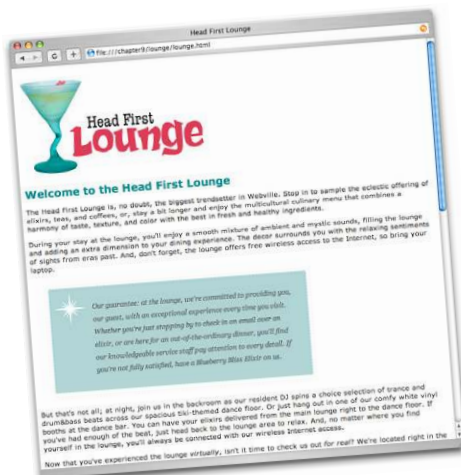 Head First Lounge
file:///chapter9/lounge/lounge.html
Head First
Lounge
Welcome to the Head First Lounge
The Head First Lounge is, no doubt, the biggest trendsetter in Webville. Stop in to sample the eclectic offering of
elixirs, teas, and coffees, or, stay a bit longer and enjoy the multicultural culinary menu that combines a
harmony of taste, texture, and color with the best in fresh and healthy ingredients.
During your stay at the lounge, you'll enjoy a smooth mixture of ambient and mystic sounds, filling the lounge
and adding an extra dimension to your dining experience. The decor surrounds you with the relaxing sentiments
of sights from eras past. And, don't forget, the lounge offers free wireless access to the Internet, so bring your
laptop.
Our guarantee: at the lounge, we're committed to providing you,
our guest, with an exceptional experience every time you visit.
Whether you're just stopping by to check in on email over an
elixir, or are here for an out-of-the-ordinary dinner, you'll find
our knowledgeable service staff pay attention to every detail. If
you're not fully satisfied, have a Blueberry Bliss Elixir on us.
But that's not all; at night, join us in the backroom as our resident DJ spins a choice selection of trance and
drum&bass beats across our spacious tiki-themed dance floor. Or just hang out in one of our comfy white vinyl
booths at the dance bar. You can have your elixirs delivered from the main lounge right to the dance floor. If
you've had enough of the beat, just head back to the lounge area to relax. And, no matter where you find
yourself in the lounge, you'll always be connected with our wireless Internet access.
Now that you've experienced the lounge virtually, isn't it time to check us out for real? We're located right in the